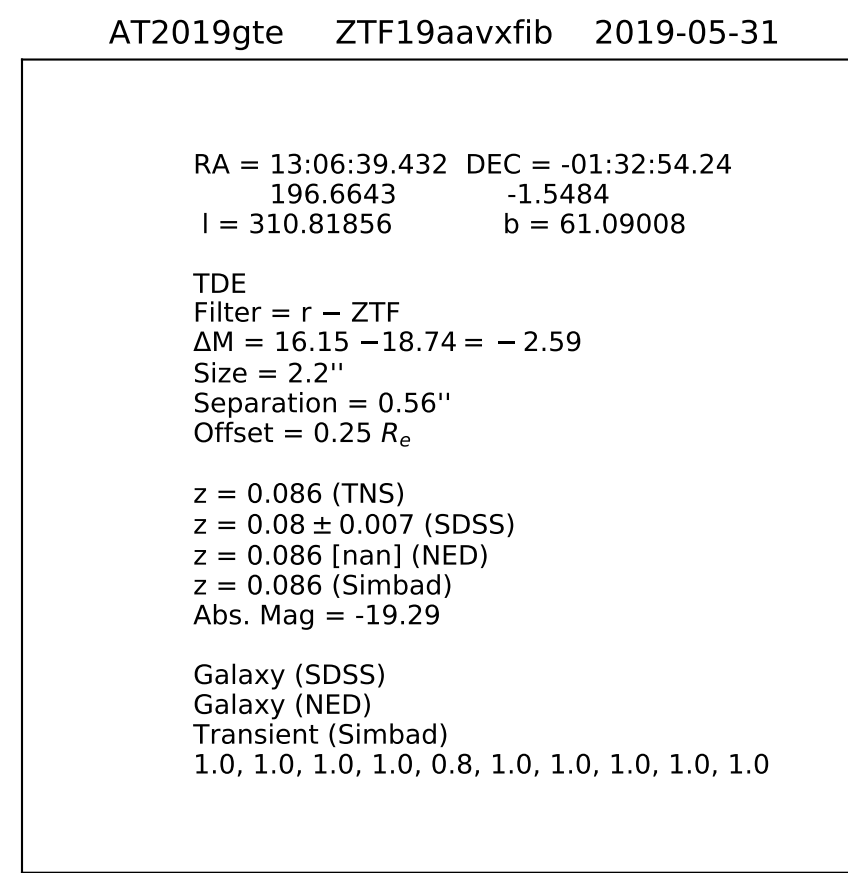 AT2019gte ZTF19aavxfib 2019-05-31
RA = 13:06:39.432 DEC = -01:32:54.24
196.6643 -1.5484
l = 310.81856 b = 61.09008
TDE
Filter = r − ZTF
ΔM = 16.15 −18.74 = − 2.59
Size = 2.2''
Separation = 0.56''
Offset = 0.25 Rₑ
z = 0.086 (TNS)
z = 0.08 ± 0.007 (SDSS)
z = 0.086 [nan] (NED)
z = 0.086 (Simbad)
Abs. Mag = -19.29
Galaxy (SDSS)
Galaxy (NED)
Transient (Simbad)
1.0, 1.0, 1.0, 1.0, 0.8, 1.0, 1.0, 1.0, 1.0, 1.0